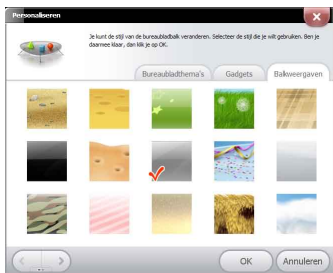 Personaliseren
Je kunt de stijl van de bureaubladbalk veranderen. Selecteer de stijl die je wilt gebruiken. Ben je
daarmee klaar, dan klik je op OK.
Bureaubladthema's Gadgets Balkweergaven
OK Annuleren